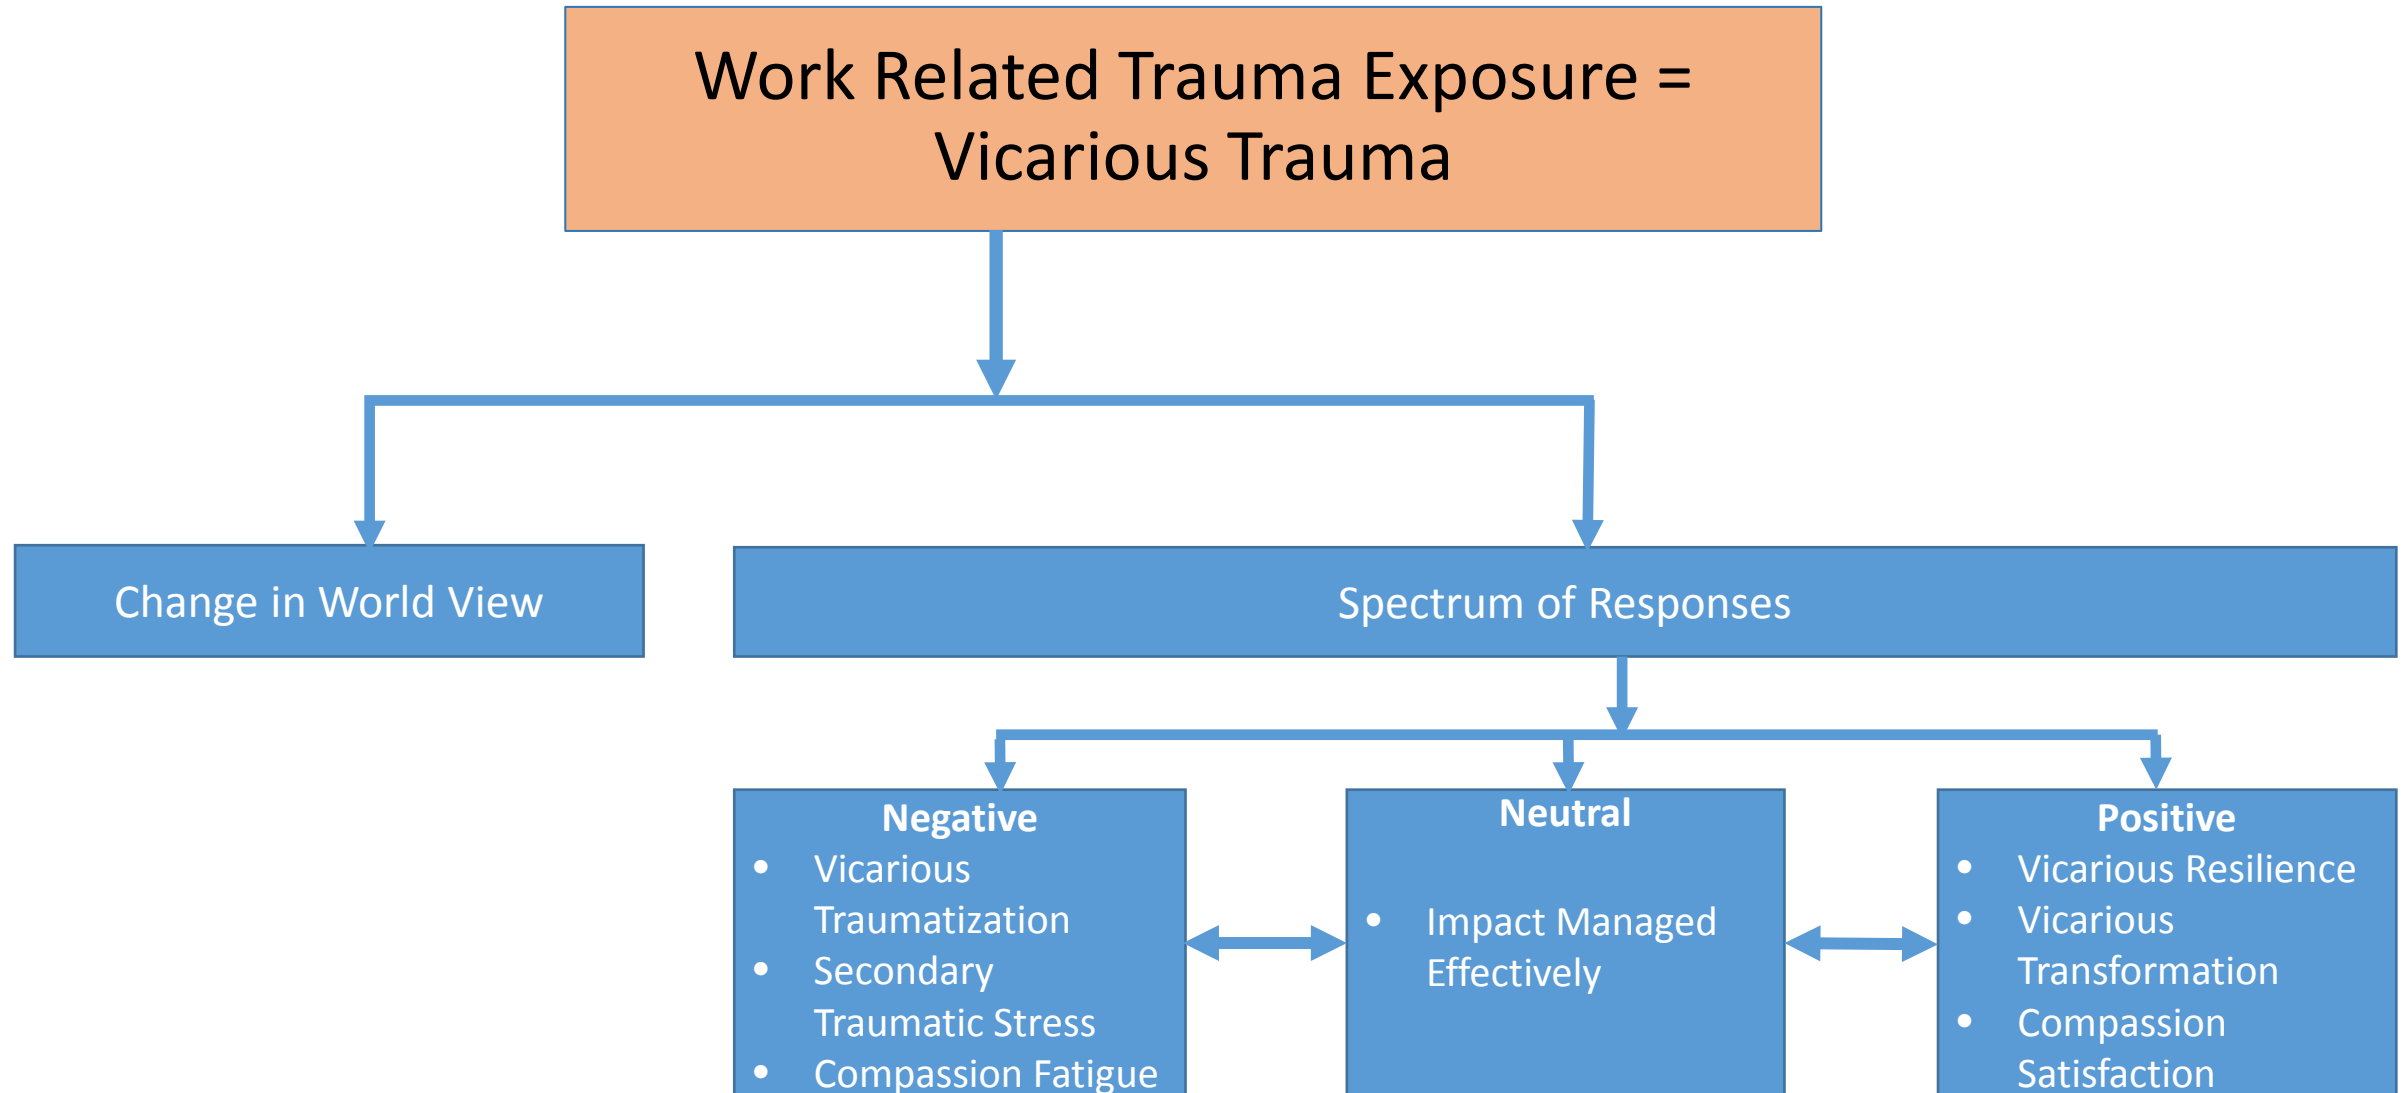 Work Related Trauma Exposure =
Vicarious Trauma
Change in World View
Spectrum of Responses
Negative
• Vicarious
Traumatization
• Secondary
Traumatic Stress
• Compassion Fatigue
Neutral
• Impact Managed
Effectively
Positive
• Vicarious Resilience
• Vicarious
Transformation
• Compassion
Satisfaction